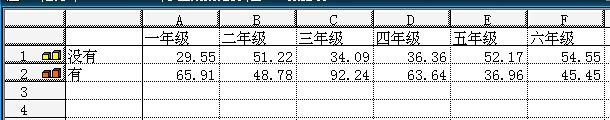 A B C D E F
一年级 二年级 三年级 四年级 五年级 六年级
1 没有 29.55 51.22 34.09 36.36 52.17 54.55
2 有 65.91 48.78 92.24 63.64 36.96 45.45
3
4